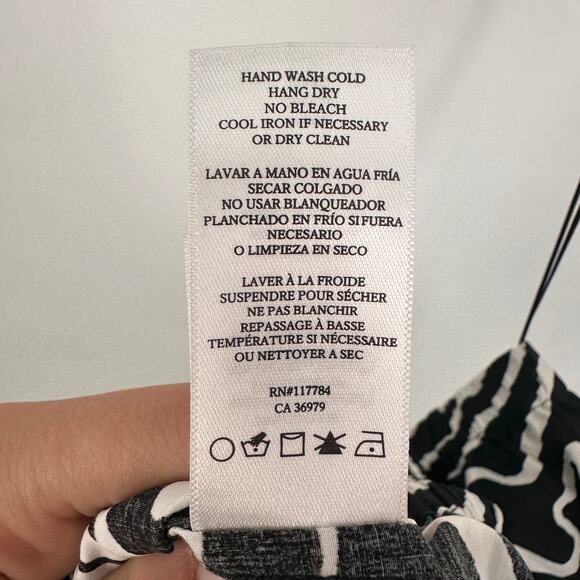 HAND WASH COLD
HANG DRY
NO BLEACH
COOL IRON IF NECESSARY
OR DRY CLEAN
LAVAR A MANO EN AGUA FRÍA
SECAR COLGADO
NO USAR BLANQUEADOR
PLANCHADO EN FRÍO SI FUERA
NECESARIO
O LIMPIEZA EN SECO
LAVER À LA FROIDE
SUSPENDRE POUR SÉCHER
NE PAS BLANCHIR
REPASSAGE À BASSE
TEMPÉRATURE SI NÉCESSAIRE
OU NETTOYER A SEC
RN#117784
CA 36979